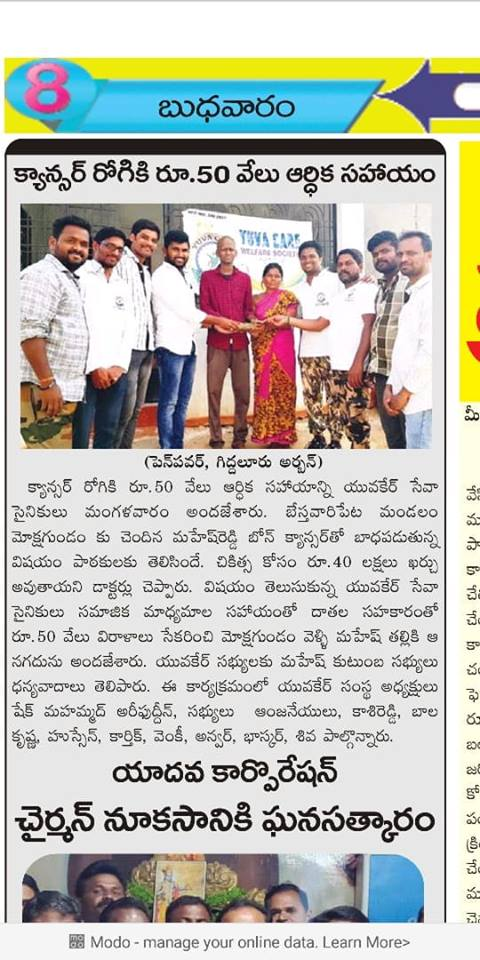 8
బుధవారం
క్యాన్సర్ రోగికి రూ.50 వేలు ఆర్థిక సహాయం
YUVA CARE
WELFARE SOCIETY
(పెన్‌పవర్, గిద్దలూరు అర్బన్)
క్యాన్సర్ రోగికి రూ.50 వేలు ఆర్థిక సహాయాన్ని యువకేర్ సేవా
సైనికులు మంగళవారం అందజేశారు. బేస్తవారిపేట మండలం
మోక్షగుండం కు చెందిన మహేష్‌రెడ్డి బోన్ క్యాన్సర్‌తో బాధపడుతున్న
విషయం పాఠకులకు తెలిసిందే. చికిత్స కోసం రూ.40 లక్షలు ఖర్చు
అవుతాయని డాక్టర్లు చెప్పారు. విషయం తెలుసుకున్న యువకేర్ సేవా
సైనికులు సమాజిక మాధ్యమాల సహాయంతో దాతల సహకారంతో
రూ.50 వేలు విరాళాలు సేకరించి మోక్షగుండం వెళ్ళి మహేష్ తల్లికి ఆ
నగదును అందజేశారు. యువకేర్ సభ్యులకు మహేష్ కుటుంబ సభ్యులు
ధన్యవాదాలు తెలిపారు. ఈ కార్యక్రమంలో యువకేర్ సంస్థ అధ్యక్షులు
షేక్ మహమ్మద్ అరీఫుద్దీన్, సభ్యులు ఆంజనేయులు, కాశిరెడ్డి, బాల
కృష్ణ, హుస్సేన్, కార్తిక్, వెంకీ, అన్వర్, భాస్కర్, శివ పాల్గొన్నారు.
యాదవ కార్పొరేషన్
ఛైర్మన్ నూకసానికి ఘనసత్కారం
Modo - manage your online data. Learn More>